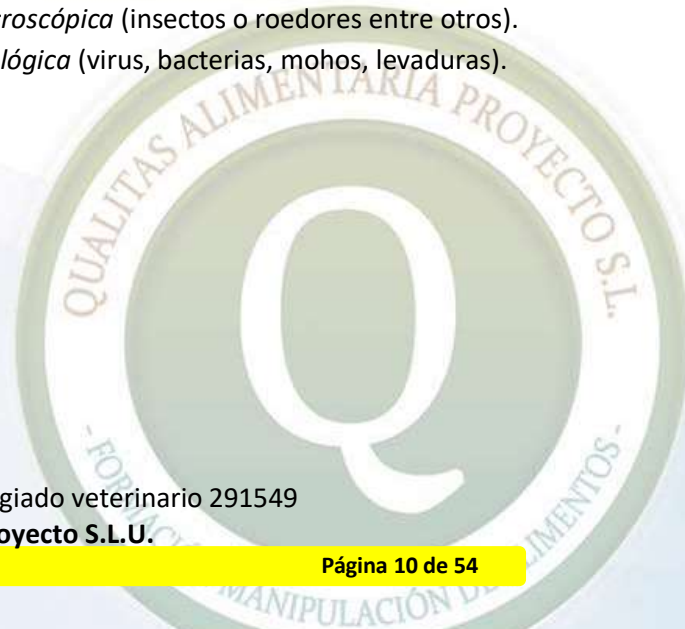 roscópica (insectos o roedores entre otros).
lógica (virus, bacterias, mohos, levaduras).
QUALITAS ALIMENTARIA PROYECTO S.L.
Q
giado veterinario 291549
oyecto S.L.U.
Página 10 de 54
- FORMACIÓN MANIPULACIÓN DE ALIMENTOS -